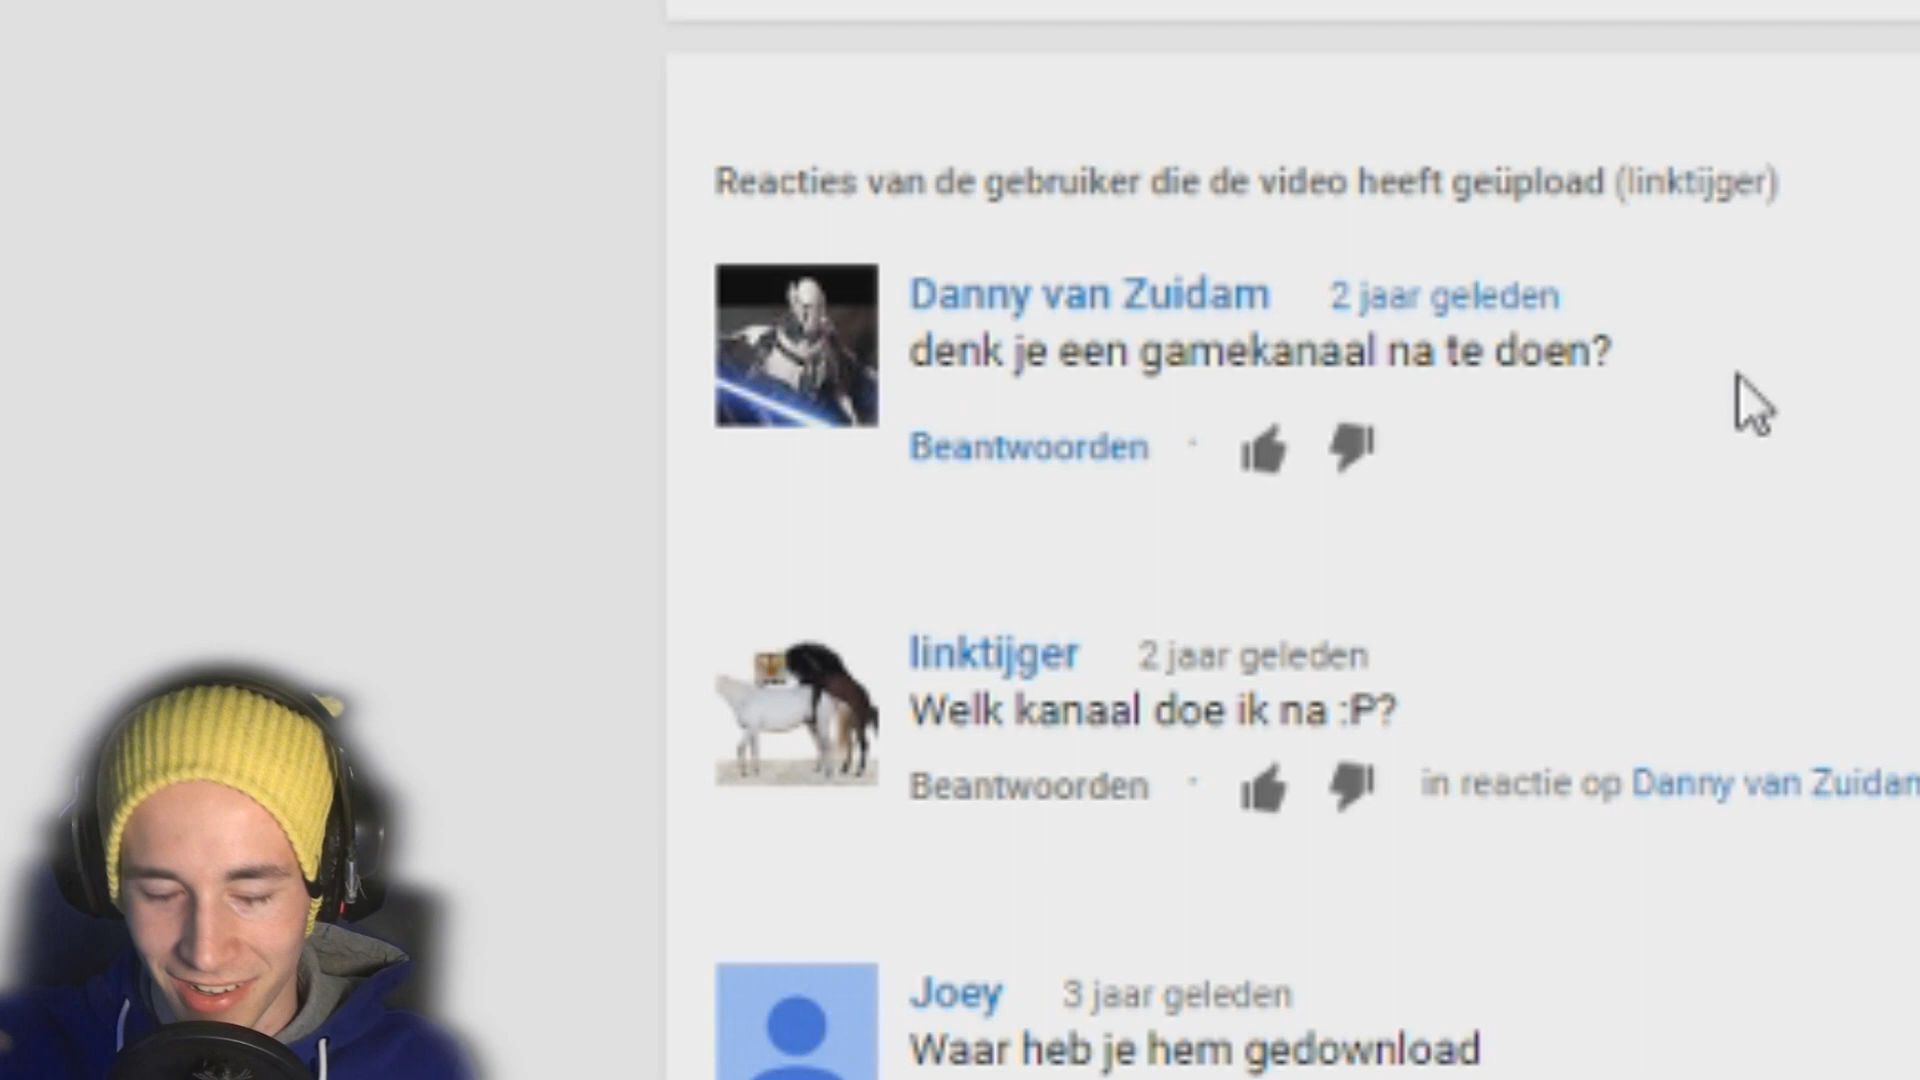 Reacties van de gebruiker die de video heeft geüpload (linktijger)
Danny van Zuidam 2 jaar geleden
denk je een gamekanaal na te doen?
Beantwoorden ·
linktijger 2 jaar geleden
Welk kanaal doe ik na :P?
Beantwoorden · in reactie op Danny van Zuidam
Joey 3 jaar geleden
Waar heb je hem gedownload